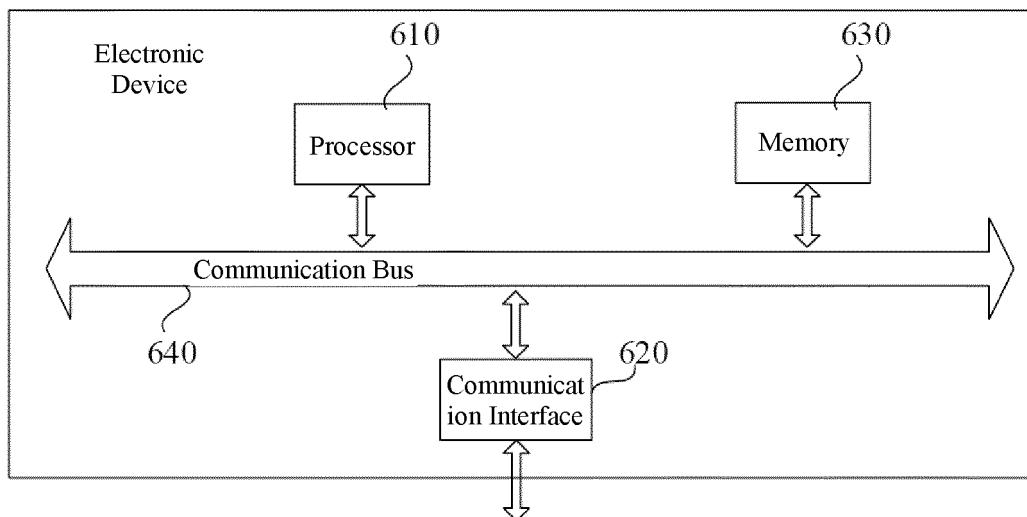 610
630
Electronic
Device
Processor
Memory
Communication Bus
640
620
Communicat
ion Interface